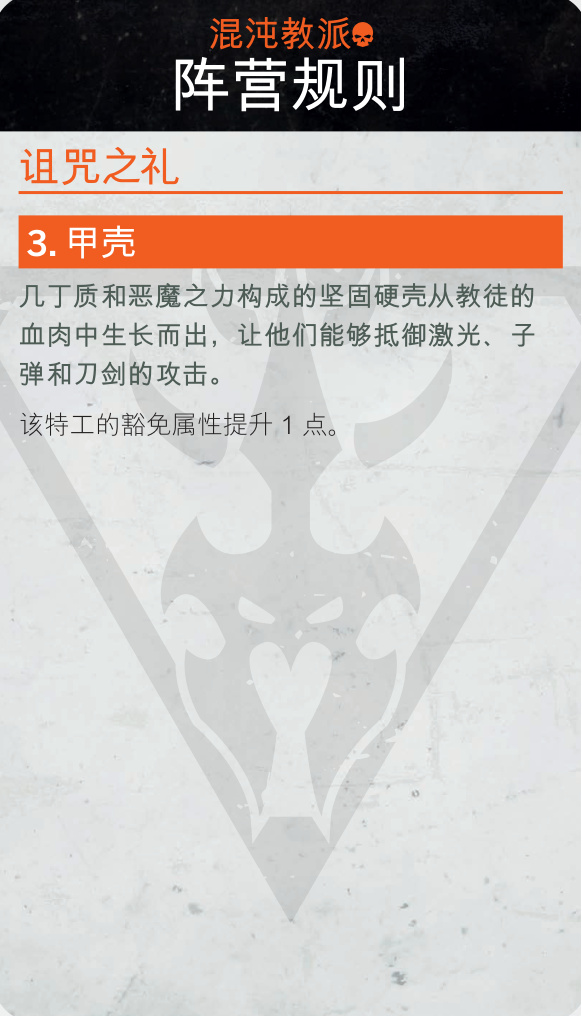 混沌教派
阵营规则
诅咒之礼
3. 甲壳
几丁质和恶魔之力构成的坚固硬壳从教徒的
血肉中生长而出，让他们能够抵御激光、子
弹和刀剑的攻击。
该特工的豁免属性提升 1 点。